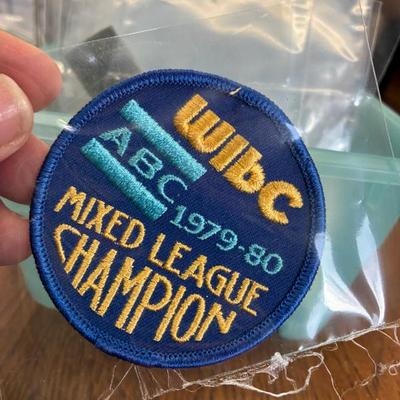 WIbC
ABC
1979-80
MIXED LEAGUE
CHAMPION